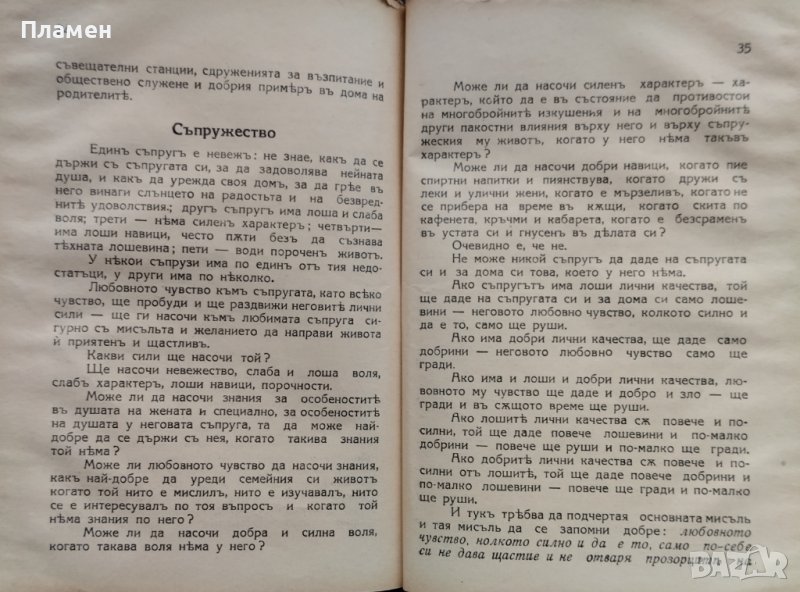 Пламен
съвещателни станции, сдруженията за възпитание и
обществено служене и добрия примѣръ въ дома на
родителитѣ.
Съпружество
Единъ съпругъ е невежъ: не знае, какъ да се
държи съ съпругата си, за да задоволява нейната
душа, и какъ да урежда своя домъ, за да грѣе въ
него винаги слънцето на радостьта и на безвред-
нитѣ удоволствия.; другъ съпругъ има лоша и слаба
воля; трети — нѣма силенъ характеръ; четвърти—
има лоши навици, често пѫти безъ да съзнава
тѣхната лошевина; пети — води пороченъ животъ.
У нѣкои съпрузи има по единъ отъ тия недо-
статъци, у други има по нѣколко.
Любовното чувство къмъ съпругата, като всѣко
чувство, ще пробуди и ще раздвижи неговитѣ лични
сили — ще ги насочи къмъ любимата съпруга си-
гурно съ мисъльта и желанието да направи живота
ѝ приятенъ и щастливъ.
Какви сили ще насочи той?
Ще насочи невежество, слаба и лоша воля,
слабъ характеръ, лоши навици, порочности.
Може ли да насочи знания за особеноститѣ
въ душата на жената и специално, за особеноститѣ
на душата у неговата съпруга, та да може най-
добре да се държи съ нея, когато такива знания
той нѣма?
Може ли любовното чувство да насочи знания,
какъ най-добре да уреди семейния си животъ
когато той нито е мислилъ, нито е изучавалъ, нито
се е интересувалъ по тоя въпросъ и когато той
нѣма знания по него?
Може ли да насочи добра и силна воля,
когато такава воля нѣма у него?
35
Може ли да насочи силенъ характеръ — ха-
рактеръ, който да е въ състояние да противостои
на многобройнитѣ изкушения и на многобройнитѣ
други пакостни влияния върху него и върху съпру-
жеския му животъ, когато у него нѣма такъвъ
характеръ?
Може ли да насочи добри навици, когато пие
спиртни напитки и пиянствува, когато дружи съ
леки и улични жени, когато е мързеливъ, когато не
се прибера на време въ кѫщи, когато скита по
кафенета, кръчми и кабарета, когато е безсраменъ
въ устата си и гнусенъ въ дѣлата си?
Очевидно е, че не.
Не може никой съпругъ да даде на съпругата
си и за дома си това, което у него нѣма.
Ако съпругътъ има лоши лични качества, той
ще даде на съпругата си и за дома си само лоше-
вини — неговото любовно чувство, колкото силно и
да е то, само ще руши.
Ако има добри лични качества, ще даде само
добрини — неговото любовно чувство само ще
гради.
Ако има и лоши и добри лични качества, лю-
бовното му чувство ще даде и добро и зло — ще
гради и въ сѫщото време ще руши.
Ако лошитѣ лични качества сѫ повече и по-
силни, той ще даде повече лошевини и по-малко
добрини — повече ще руши и по-малко ще гради.
Ако добритѣ лични качества сѫ повече и по-
силни отъ лошитѣ, той ще даде повече добрини и
по-малко лошевини — повече ще гради и по-малко
ще руши.
И тукъ трѣбва да подчертая основната мисъль
и тая мисъль да се запомни добре: любовното
чувство, колкото силно и да е то, само по-себѣ
си не дава щастие и не отваря прозорцитѣ на
BAZAR